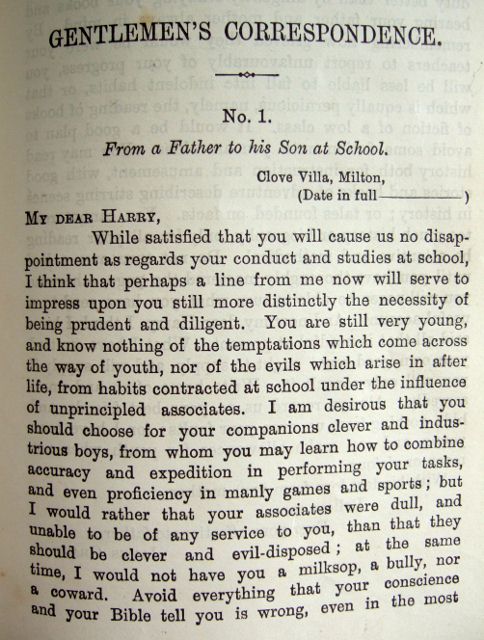 GENTLEMEN'S CORRESPONDENCE.
No. 1.
From a Father to his Son at School.
Clove Villa, Milton,
(Date in full————)
MY DEAR HARRY,
While satisfied that you will cause us no disap-
pointment as regards your conduct and studies at school,
I think that perhaps a line from me now will serve to
impress upon you still more distinctly the necessity of
being prudent and diligent. You are still very young,
and know nothing of the temptations which come across
the way of youth, nor of the evils which arise in after
life, from habits contracted at school under the influence
of unprincipled associates. I am desirous that you
should choose for your companions clever and indus-
trious boys, from whom you may learn how to combine
accuracy and expedition in performing your tasks,
and even proficiency in manly games and sports; but
I would rather that your associates were dull, and
unable to be of any service to you, than that they
should be clever and evil-disposed; at the same
time, I would not have you a milksop, a bully, nor
a coward. Avoid everything that your conscience
and your Bible tell you is wrong, even in the most